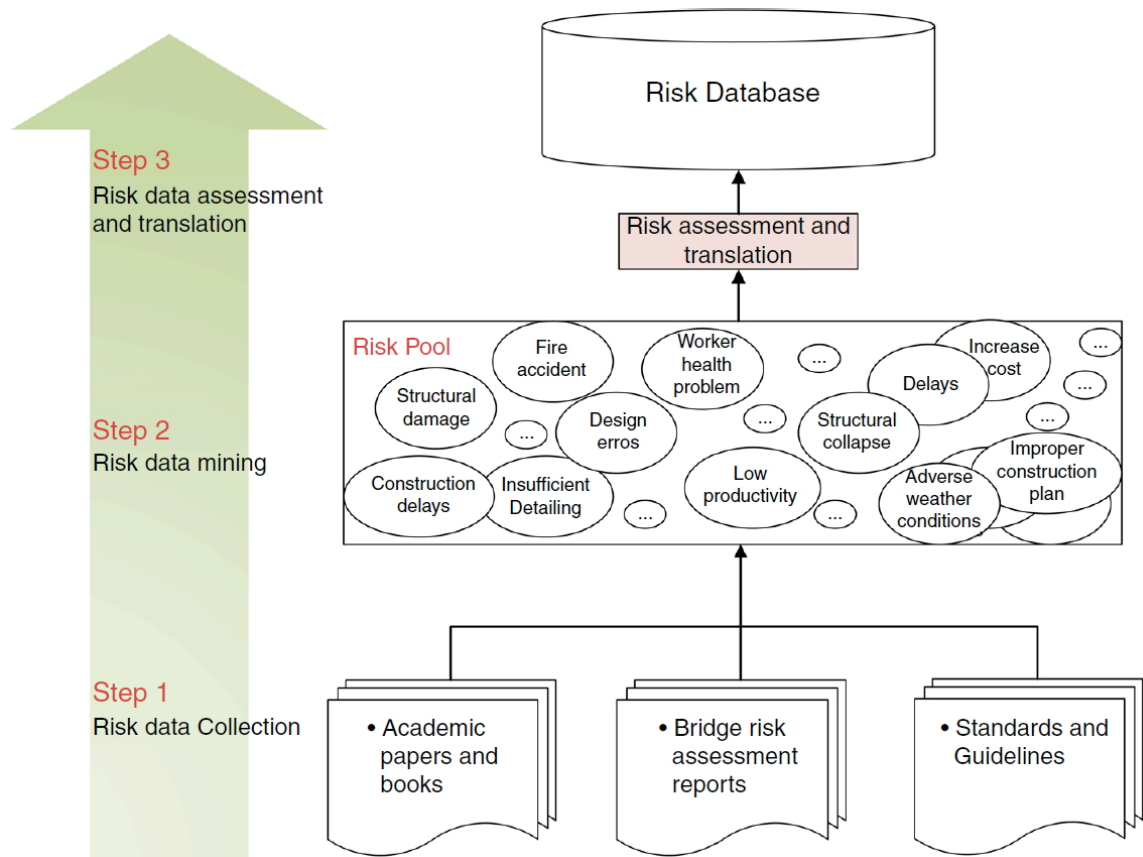 Risk Database
Step 3
Risk data assessment
and translation
Risk assessment and
translation
Risk Pool
Fire
accident
Worker
health
problem
...
Increase
cost
...
Structural
damage
Delays
...
...
Design
erros
...
Structural
collapse
...
Step 2
Risk data mining
Construction
delays
Insufficient
Detailing
...
Low
productivity
...
Adverse
weather
conditions
Improper
construction
plan
Step 1
Risk data Collection
• Academic
papers and
books
• Bridge risk
assessment
reports
• Standards and
Guidelines